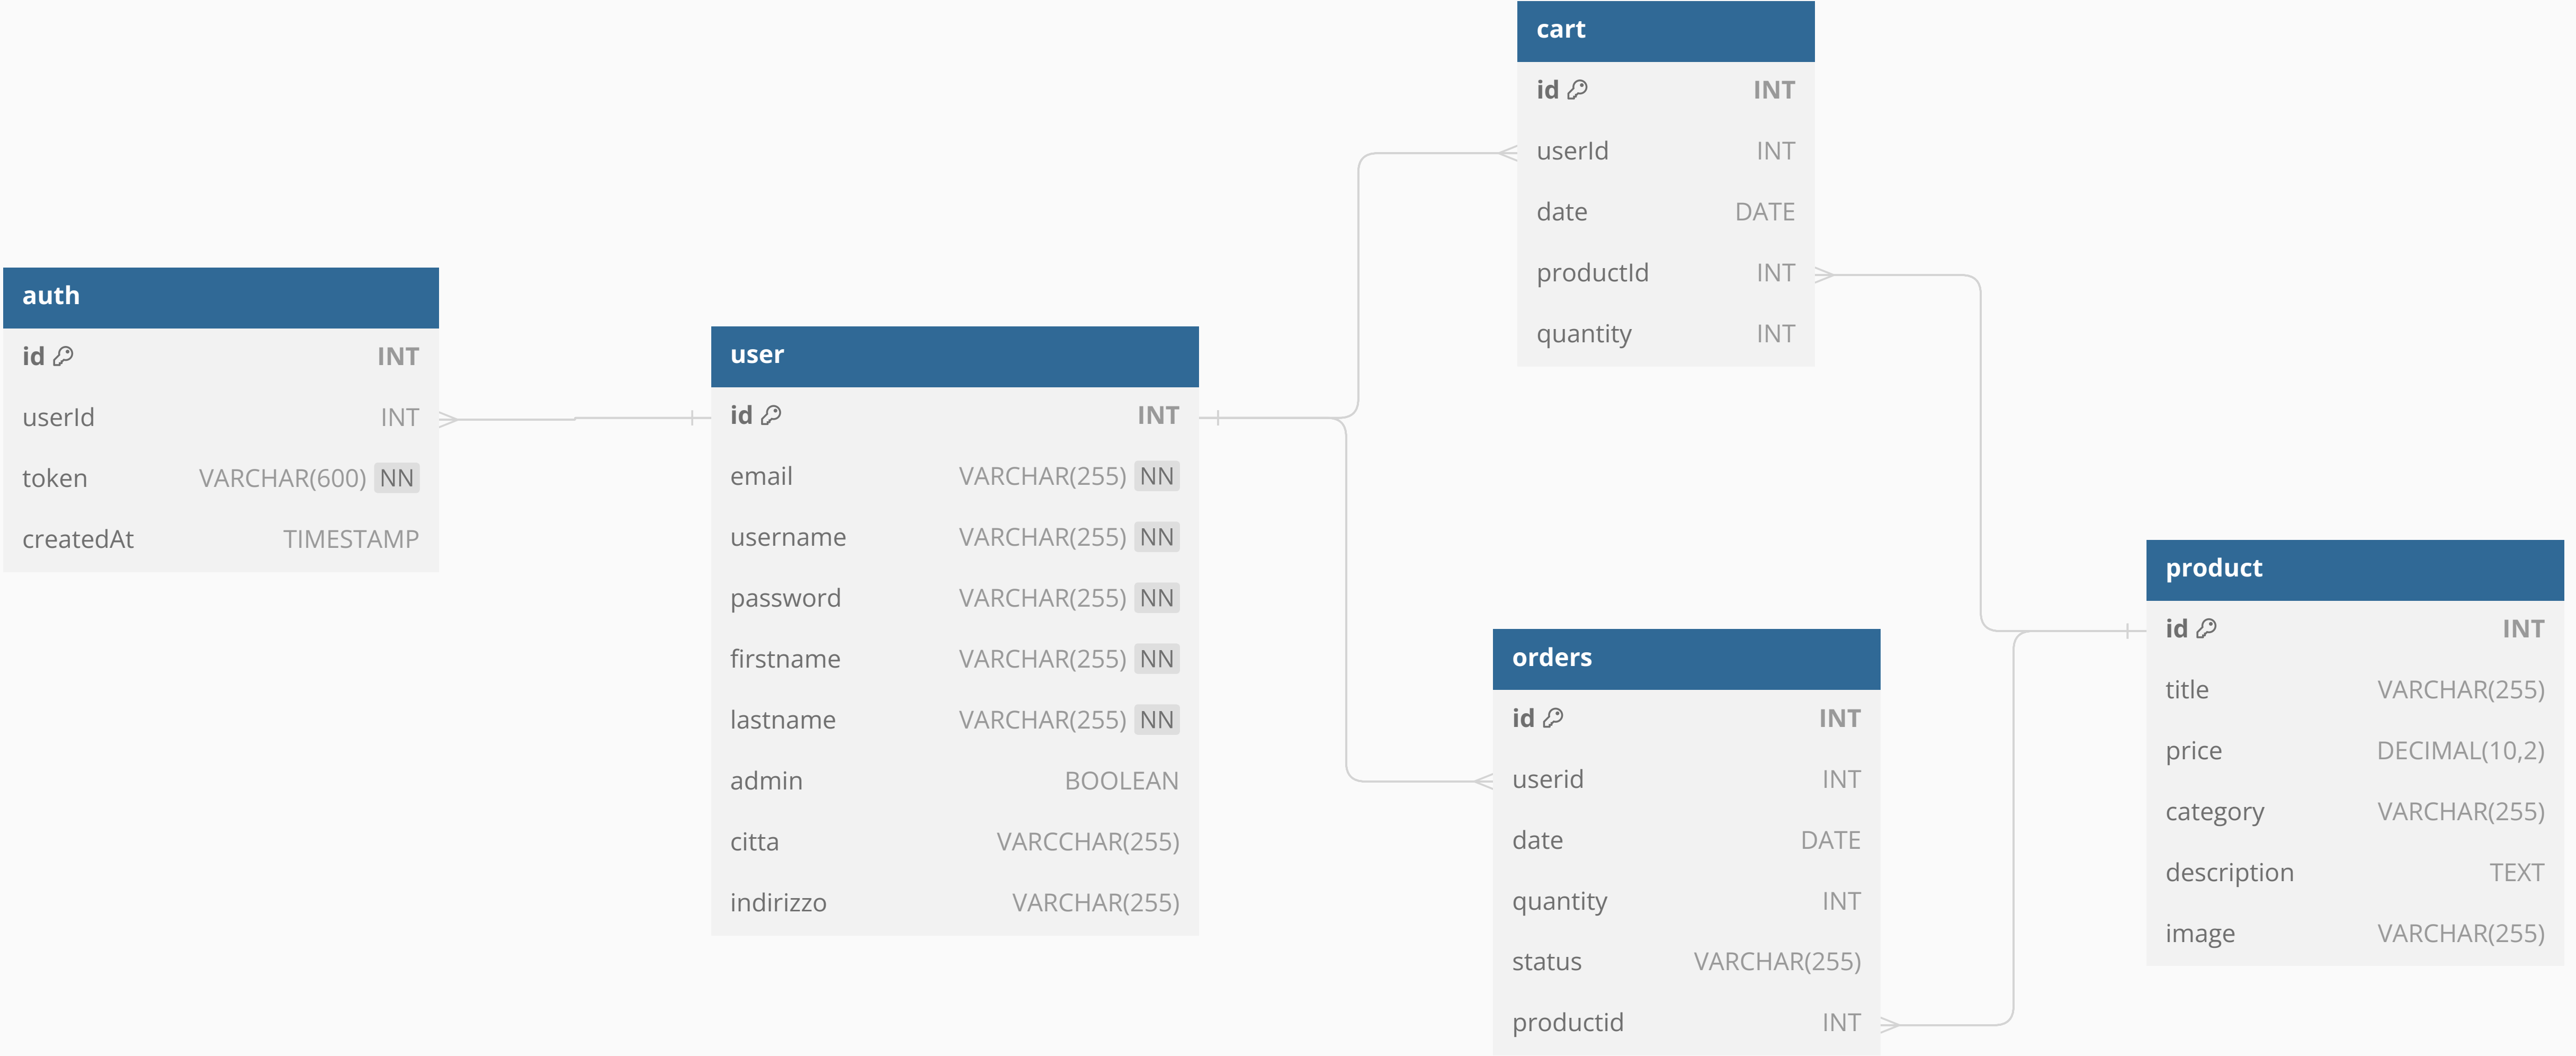 cart
id INT
userId INT
date DATE
productId INT
quantity INT
auth
id INT
userId INT
token VARCHAR(600) NN
createdAt TIMESTAMP
user
id INT
email VARCHAR(255) NN
username VARCHAR(255) NN
password VARCHAR(255) NN
firstname VARCHAR(255) NN
lastname VARCHAR(255) NN
admin BOOLEAN
citta VARCCHAR(255)
indirizzo VARCHAR(255)
orders
id INT
userid INT
date DATE
quantity INT
status VARCHAR(255)
productid INT
product
id INT
title VARCHAR(255)
price DECIMAL(10,2)
category VARCHAR(255)
description TEXT
image VARCHAR(255)